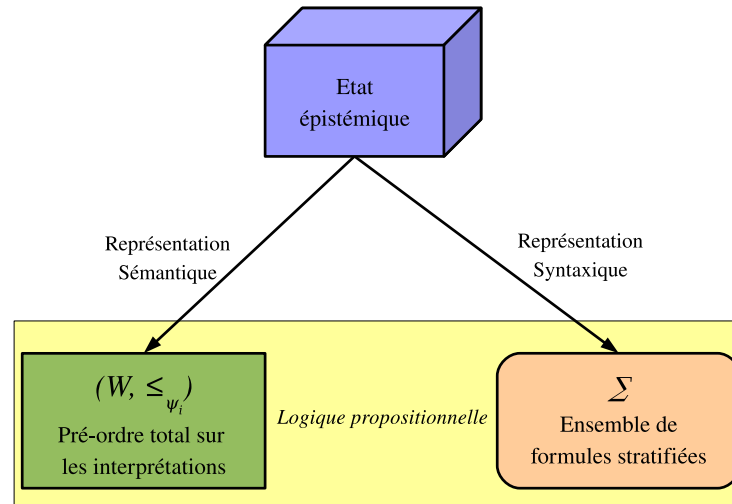 Etat
épistémique
Représentation
Sémantique
Représentation
Syntaxique
(W, ≤ψi)
Pré-ordre total sur
les interprétations
Logique propositionnelle
Σ
Ensemble de
formules stratifiées